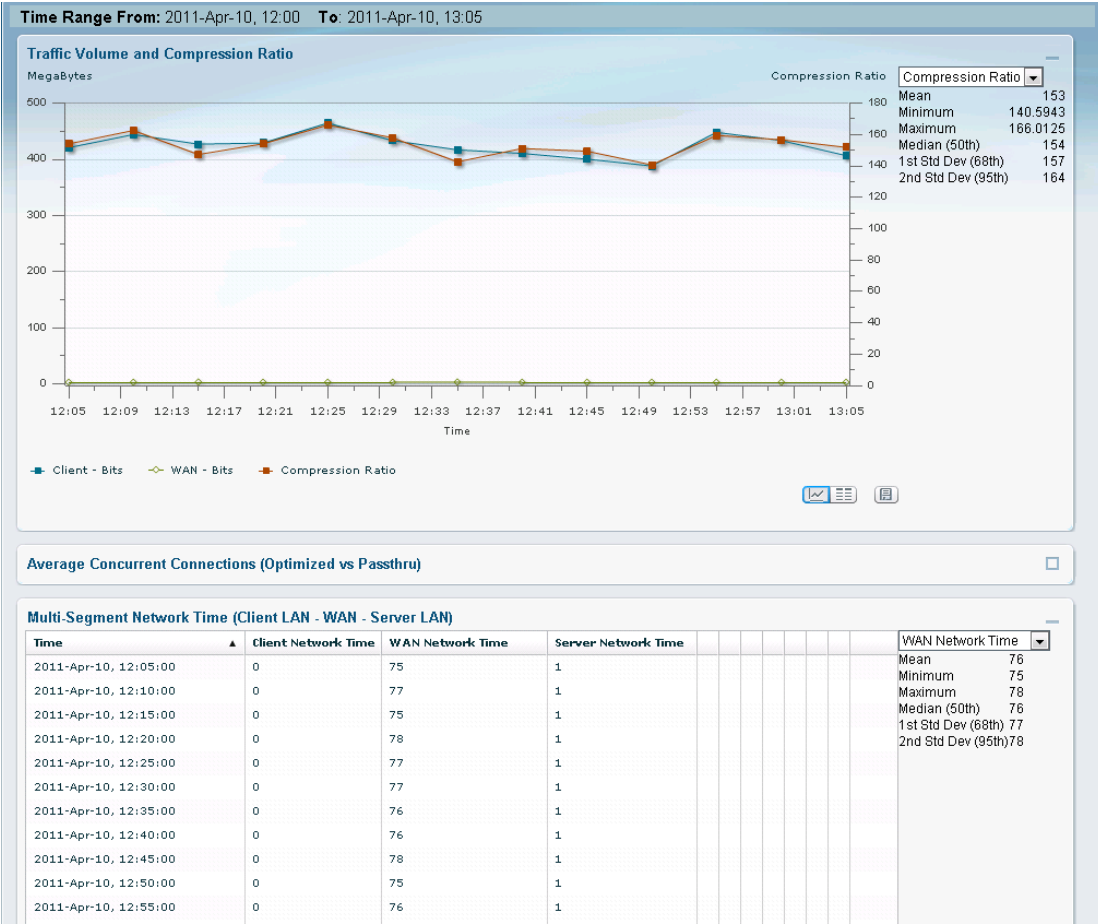 Time Range From: 2011-Apr-10, 12:00 To: 2011-Apr-10, 13:05
Traffic Volume and Compression Ratio
MegaBytes
Compression Ratio
Compression Ratio
Mean 153
Minimum 140.5943
Maximum 166.0125
Median (50th) 154
1st Std Dev (68th) 157
2nd Std Dev (95th) 164
500
400
300
200
100
0
180
160
140
120
100
80
60
40
20
0
12:05 12:09 12:13 12:17 12:21 12:25 12:29 12:33 12:37 12:41 12:45 12:49 12:53 12:57 13:01 13:05
Time
Client - Bits WAN - Bits Compression Ratio
Average Concurrent Connections (Optimized vs Passthru)
Multi-Segment Network Time (Client LAN - WAN - Server LAN)
Time Client Network Time WAN Network Time Server Network Time
2011-Apr-10, 12:05:00 0 75 1
2011-Apr-10, 12:10:00 0 77 1
2011-Apr-10, 12:15:00 0 75 1
2011-Apr-10, 12:20:00 0 78 1
2011-Apr-10, 12:25:00 0 77 1
2011-Apr-10, 12:30:00 0 77 1
2011-Apr-10, 12:35:00 0 76 1
2011-Apr-10, 12:40:00 0 76 1
2011-Apr-10, 12:45:00 0 78 1
2011-Apr-10, 12:50:00 0 75 1
2011-Apr-10, 12:55:00 0 76 1
WAN Network Time
Mean 76
Minimum 75
Maximum 78
Median (50th) 76
1st Std Dev (68th) 77
2nd Std Dev (95th) 78